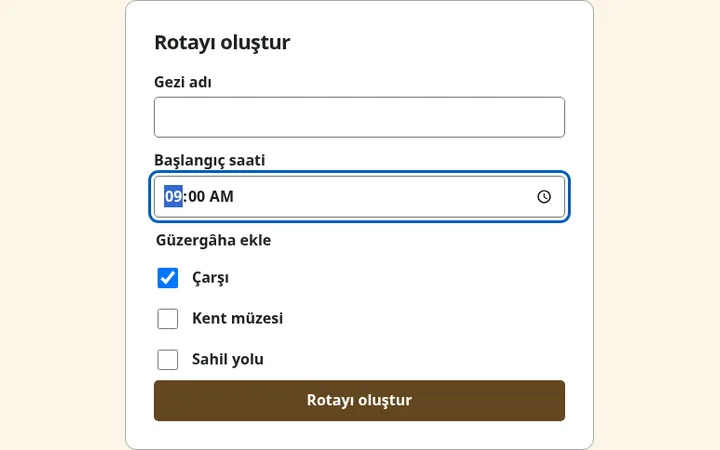 Rotayı oluştur
Gezi adı
Başlangıç saati
09:00 AM
Güzergâha ekle
Çarşı
Kent müzesi
Sahil yolu
Rotayı oluştur